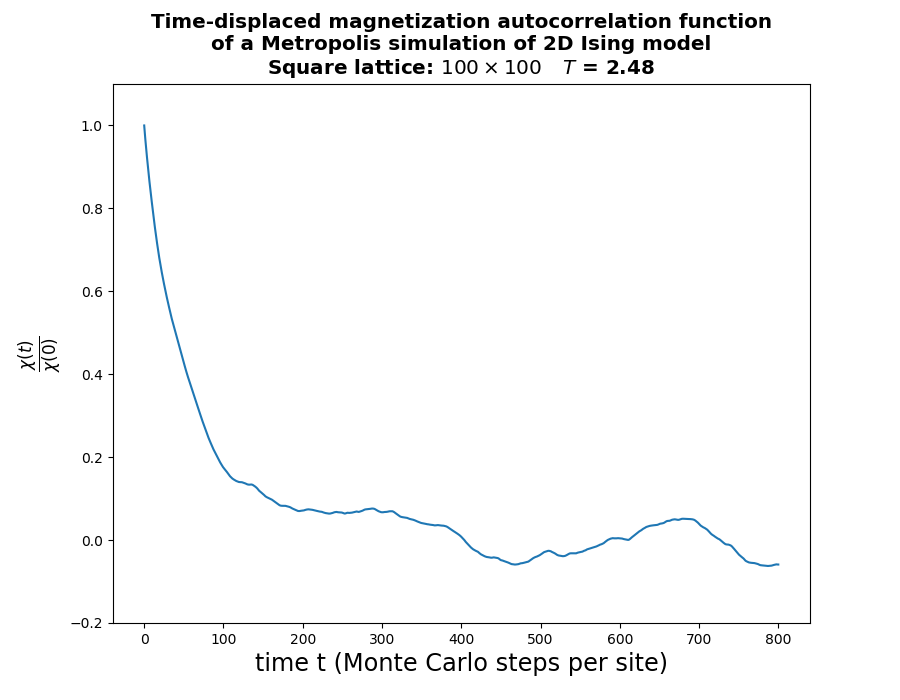 Time-displaced magnetization autocorrelation function
of a Metropolis simulation of 2D Ising model
Square lattice: 100 × 100 T = 2.48
χ(t)
χ(0)
1.0
0.8
0.6
0.4
0.2
0.0
−0.2
0 100 200 300 400 500 600 700 800
time t (Monte Carlo steps per site)